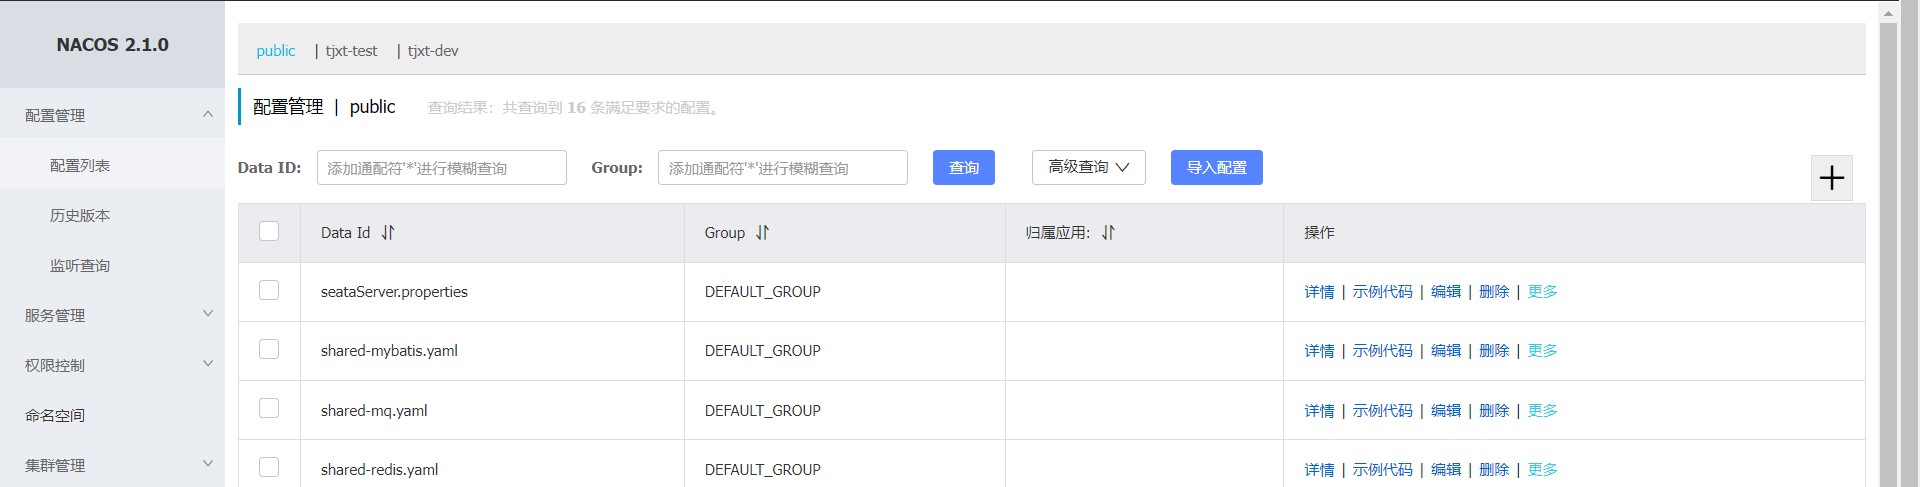 NACOS 2.1.0
配置管理
配置列表
历史版本
监听查询
服务管理
权限控制
命名空间
集群管理
public | tjxt-test | tjxt-dev
配置管理 | public 查询结果：共查询到 16 条满足要求的配置。
Data ID: 添加通配符'*'进行模糊查询 Group: 添加通配符'*'进行模糊查询 查询 高级查询 导入配置
Data Id Group 归属应用: 操作
seataServer.properties DEFAULT_GROUP 详情 | 示例代码 | 编辑 | 删除 | 更多
shared-mybatis.yaml DEFAULT_GROUP 详情 | 示例代码 | 编辑 | 删除 | 更多
shared-mq.yaml DEFAULT_GROUP 详情 | 示例代码 | 编辑 | 删除 | 更多
shared-redis.yaml DEFAULT_GROUP 详情 | 示例代码 | 编辑 | 删除 | 更多